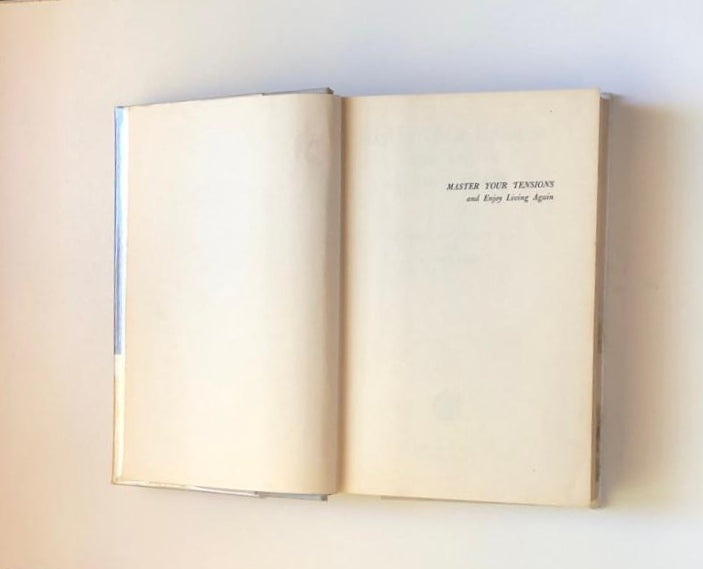 MASTER YOUR TENSIONS
and Enjoy Living Again